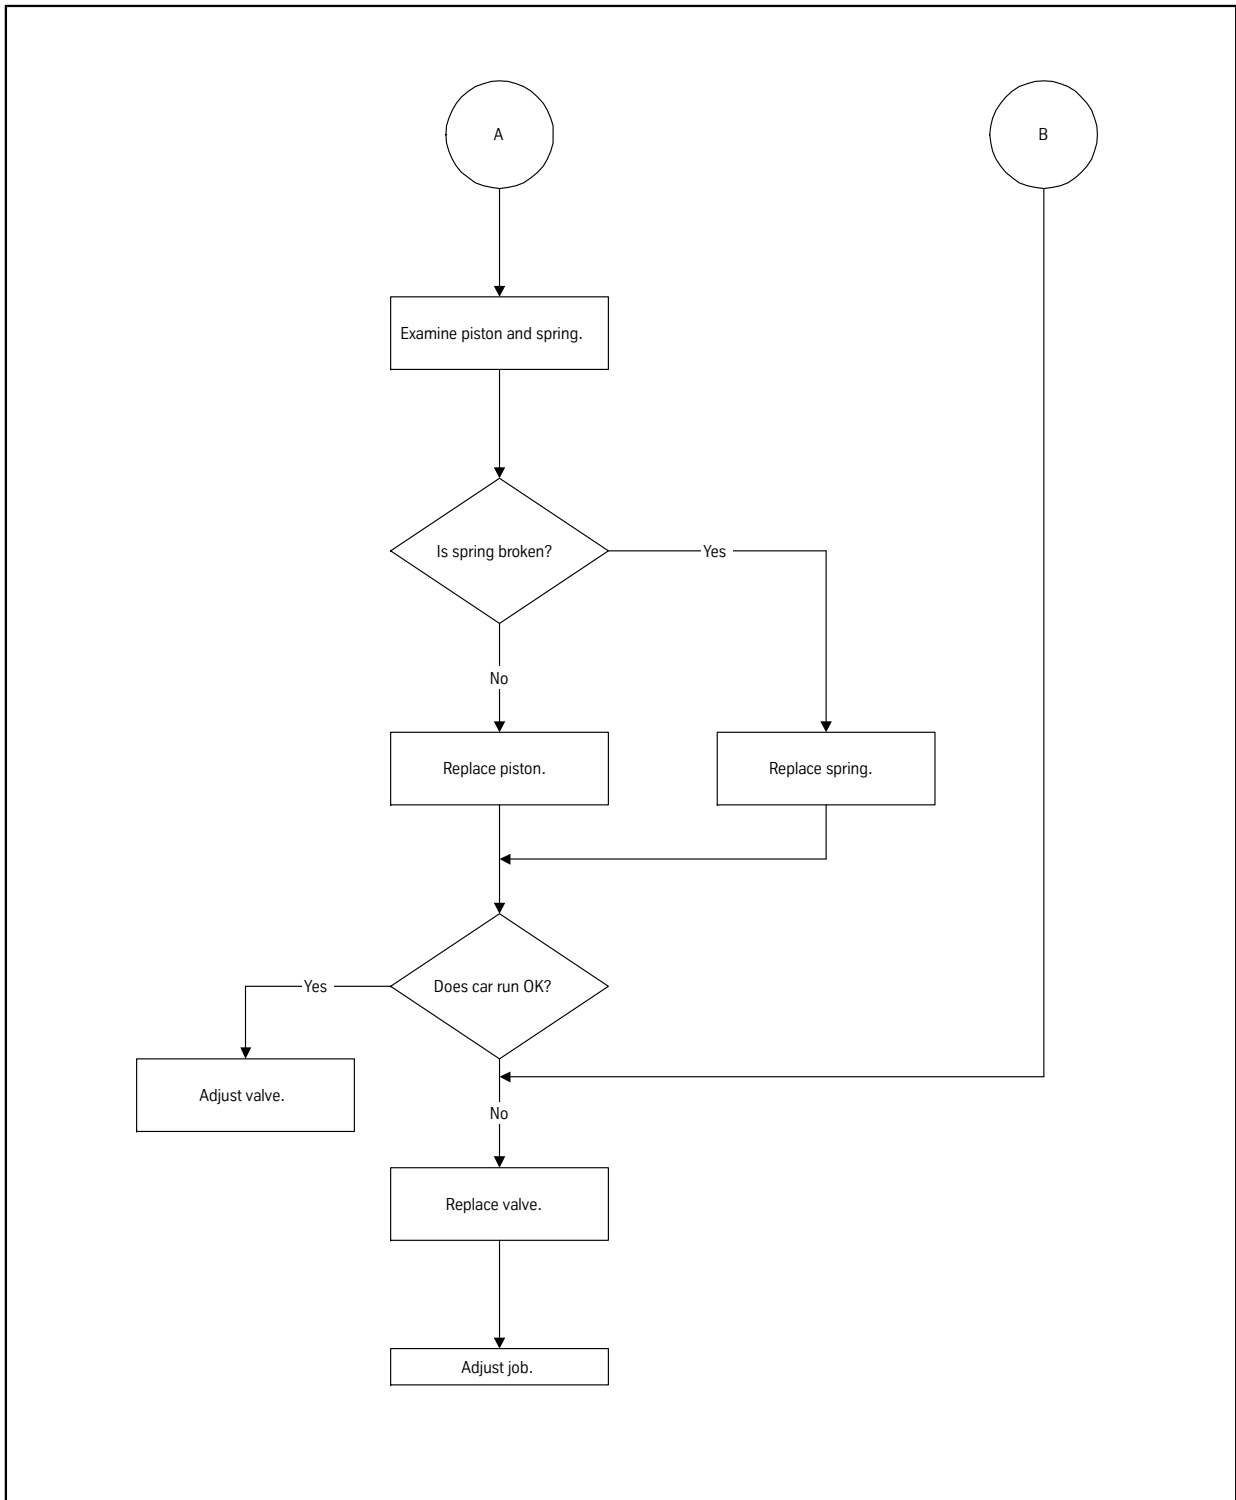 A
B
Examine piston and spring.
Is spring broken?
Yes
No
Replace piston.
Replace spring.
Does car run OK?
Yes
Adjust valve.
No
Replace valve.
Adjust job.